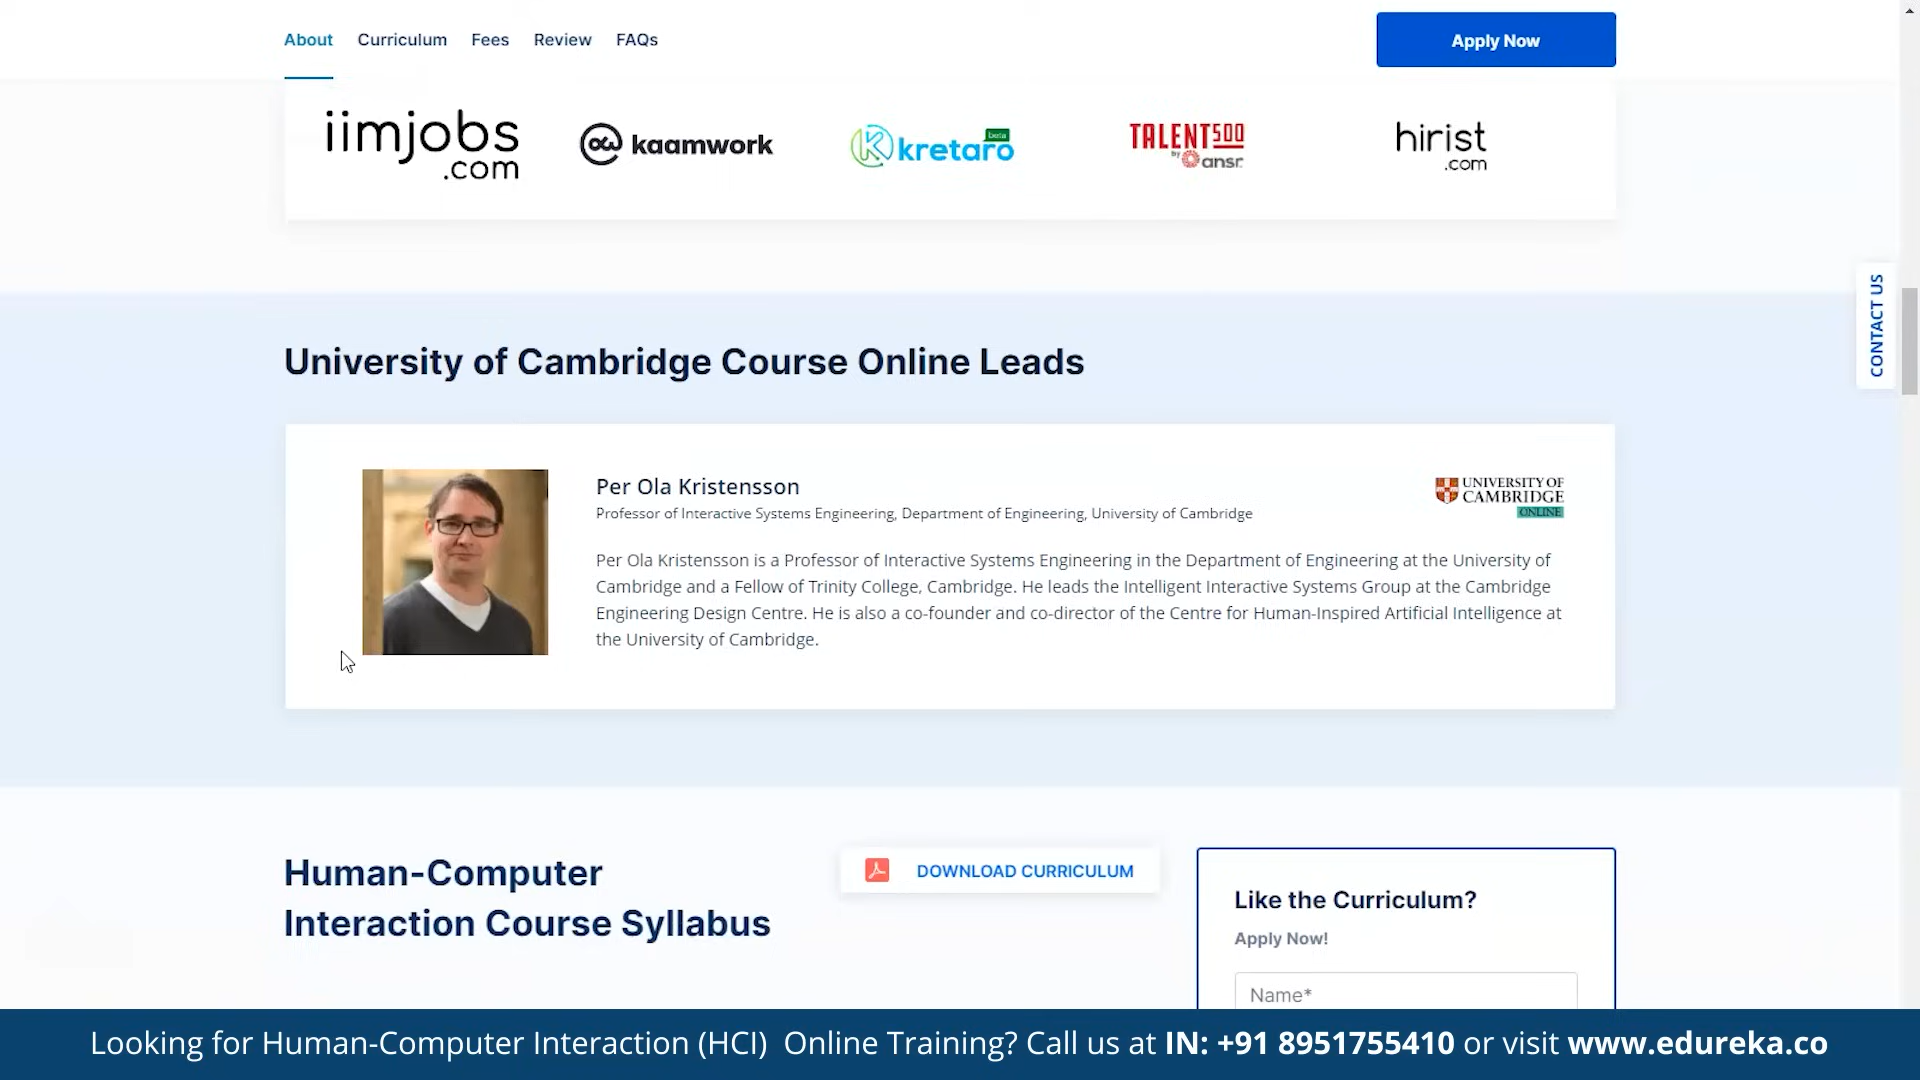 About Curriculum Fees Review FAQs Apply Now
iimjobs
.com
kaamwork
kretaro beta
TALENT500
by ansr
hirist
.com
CONTACT US
University of Cambridge Course Online Leads
Per Ola Kristensson
Professor of Interactive Systems Engineering, Department of Engineering, University of Cambridge
UNIVERSITY OF
CAMBRIDGE
ONLINE
Per Ola Kristensson is a Professor of Interactive Systems Engineering in the Department of Engineering at the University of
Cambridge and a Fellow of Trinity College, Cambridge. He leads the Intelligent Interactive Systems Group at the Cambridge
Engineering Design Centre. He is also a co-founder and co-director of the Centre for Human-Inspired Artificial Intelligence at
the University of Cambridge.
Human-Computer
Interaction Course Syllabus
DOWNLOAD CURRICULUM
Like the Curriculum?
Apply Now!
Name*
Looking for Human-Computer Interaction (HCI) Online Training? Call us at IN: +91 8951755410 or visit www.edureka.co